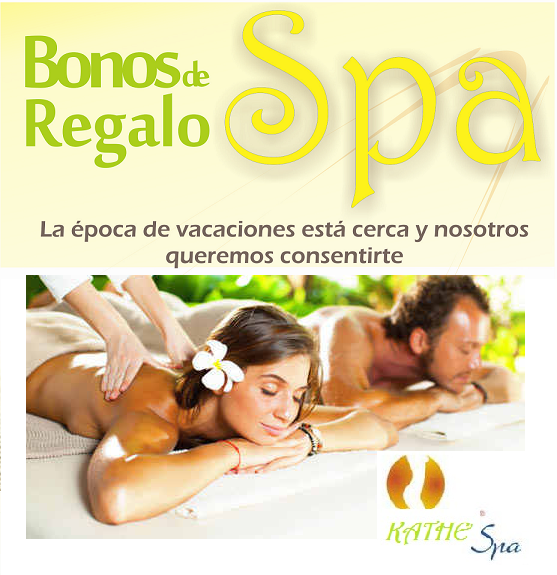 Bonos de Spa
Regalo
La época de vacaciones está cerca y nosotros
queremos consentirte
KATHE Spa